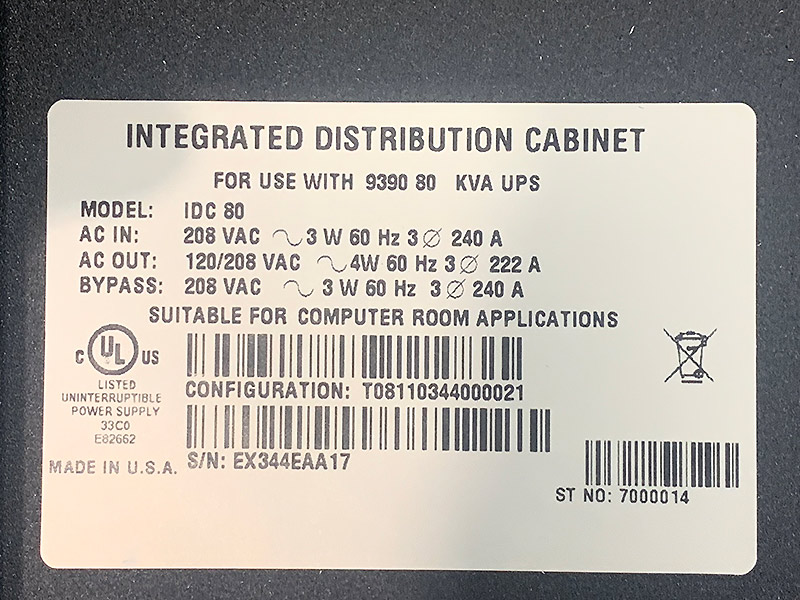 INTEGRATED DISTRIBUTION CABINET
FOR USE WITH 9390 80 KVA UPS
MODEL: IDC 80
AC IN: 208 VAC ∿ 3 W 60 Hz 3 ∅ 240 A
AC OUT: 120/208 VAC ∿ 4W 60 Hz 3 ∅ 222 A
BYPASS: 208 VAC ∿ 3 W 60 Hz 3 ∅ 240 A
SUITABLE FOR COMPUTER ROOM APPLICATIONS
C UL US
LISTED
UNINTERRUPTIBLE
POWER SUPPLY
33C0
E82662
CONFIGURATION: T08110344000021
MADE IN U.S.A.
S/N: EX344EAA17
ST NO: 7000014